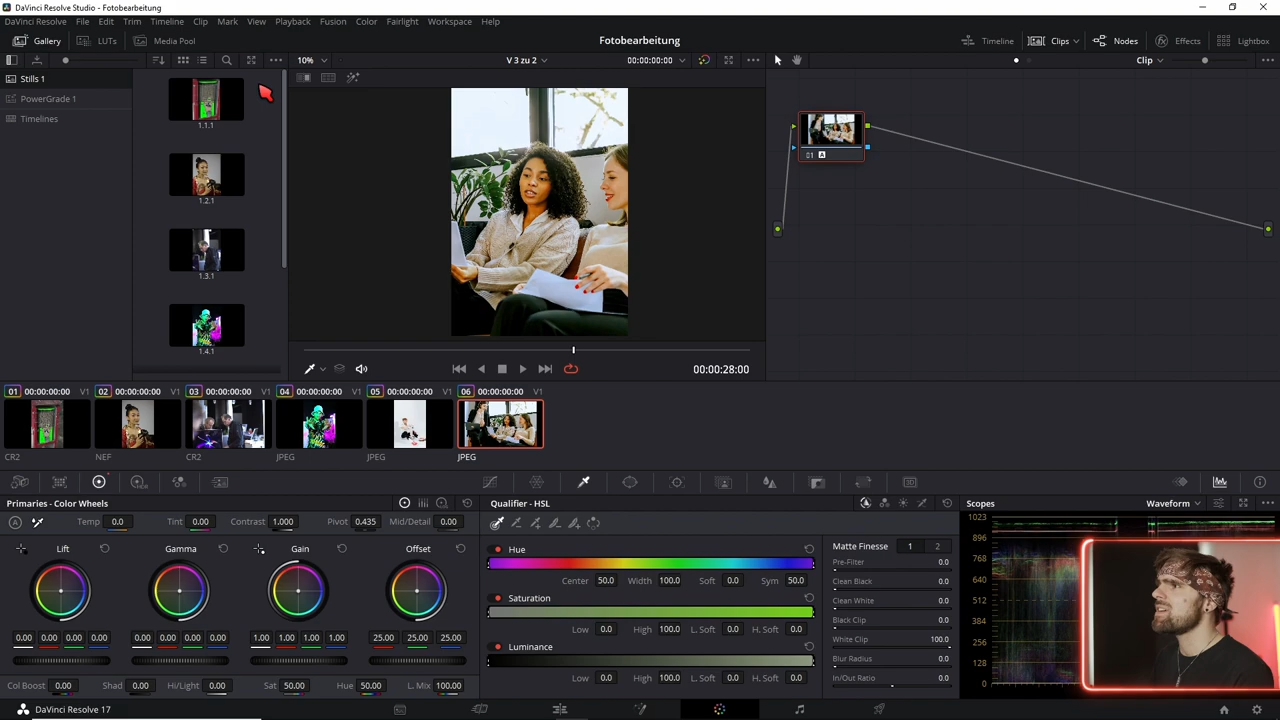 DaVinci Resolve Studio - Fotobearbeitung
DaVinci Resolve File Edit Trim Timeline Clip Mark View Playback Fusion Color Fairlight Workspace Help
Gallery LUTs Media Pool Fotobearbeitung Timeline Clips Nodes Effects Lightbox
10% V 3 zu 2 00:00:00:00 Clip
Stills 1
PowerGrade 1
Timelines
1.1.1
1.2.1
1.3.1
1.4.1
01
00:00:28:00
01 00:00:00:00 V1 02 00:00:00:00 V1 03 00:00:00:00 V1 04 00:00:00:00 V1 05 00:00:00:00 V1 06 00:00:00:00 V1
CR2 NEF CR2 JPEG JPEG JPEG
Primaries - Color Wheels
Temp 0.0 Tint 0.00 Contrast 1.000 Pivot 0.435 Mid/Detail 0.00
Lift Gamma Gain Offset
0.00 0.00 0.00 0.00 0.00 0.00 0.00 0.00 1.00 1.00 1.00 1.00 25.00 25.00 25.00
Col Boost 0.00 Shad 0.00 Hi/Light 0.00 Sat 50.00 Hue 50.00 L. Mix 100.00
Qualifier - HSL
Hue
Center 50.0 Width 100.0 Soft 0.0 Sym 50.0
Saturation
Low 0.0 High 100.0 L. Soft 0.0 H. Soft 0.0
Luminance
Low 0.0 High 100.0 L. Soft 0.0 H. Soft 0.0
Matte Finesse 1 2
Pre-Filter 0.0
Clean Black 0.0
Clean White 0.0
Black Clip 0.0
White Clip 100.0
Blur Radius 0.0
In/Out Ratio 0.0
Scopes Waveform
1023
896
768
640
512
384
256
128
0
DaVinci Resolve 17